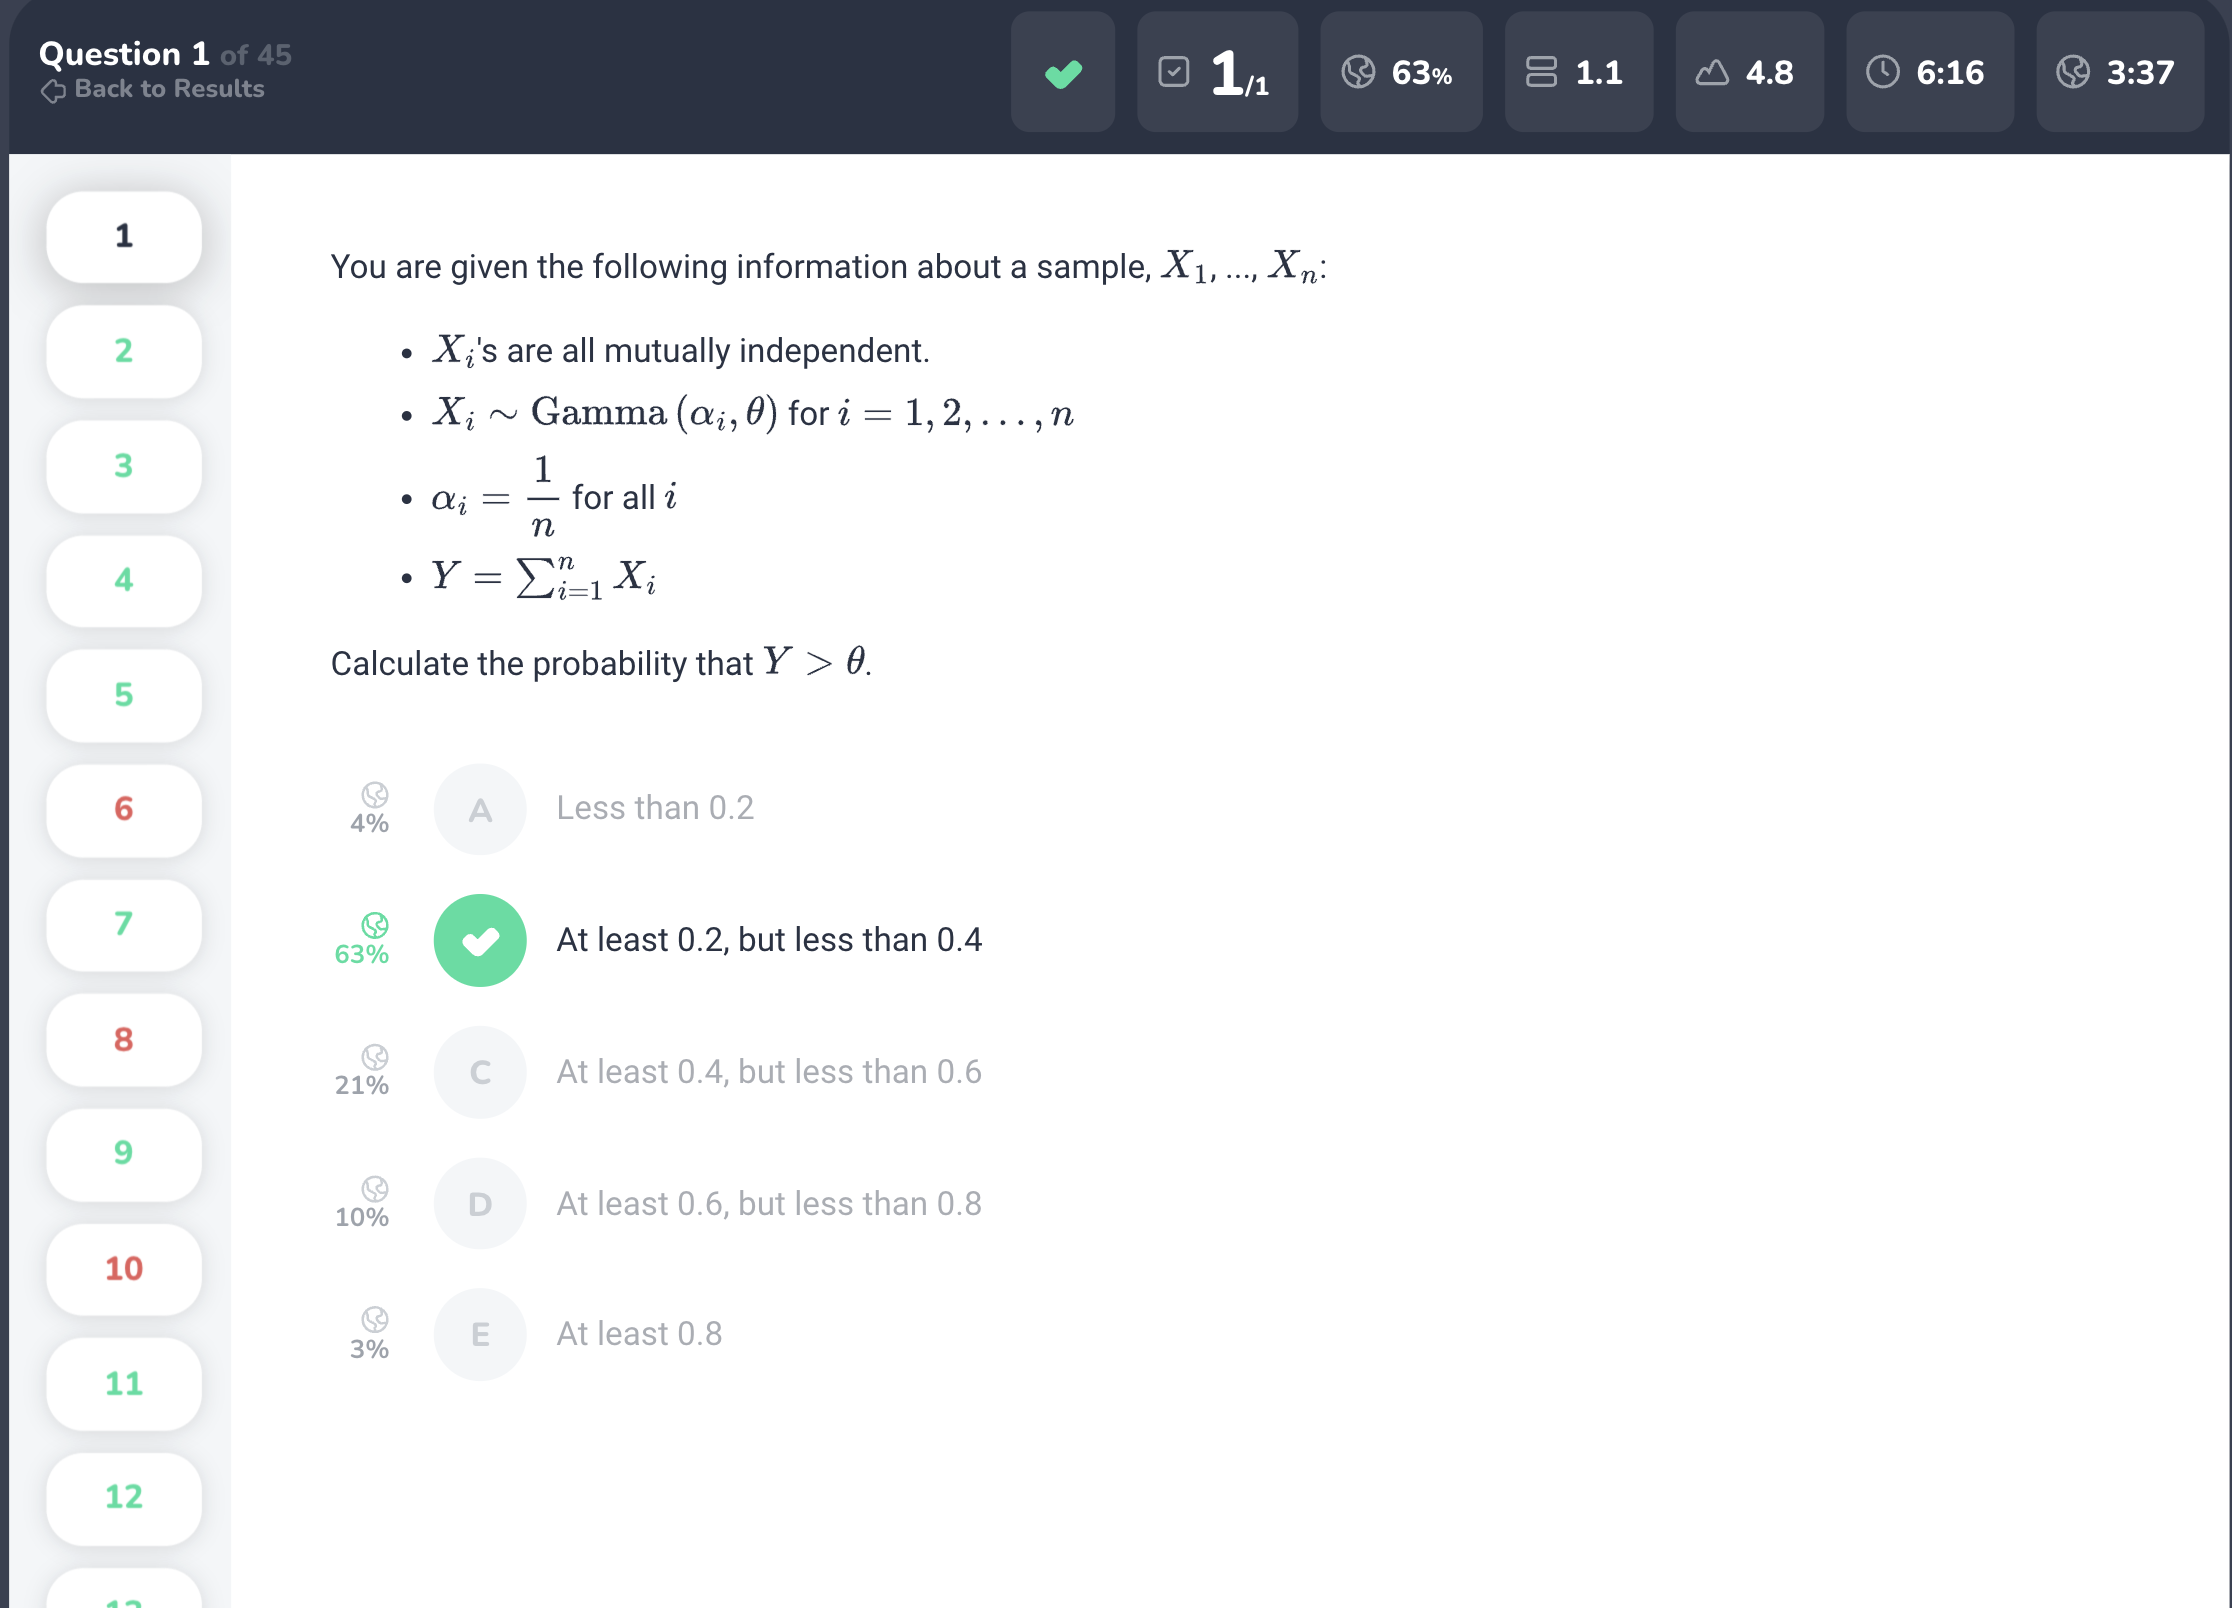 Question 1 of 45
Back to Results
1/1
63%
1.1
4.8
6:16
3:37
1
2
3
4
5
6
7
8
9
10
11
12
You are given the following information about a sample, X₁, ..., Xₙ:
• Xᵢ's are all mutually independent.
• Xᵢ ∼ Gamma (αᵢ, θ) for i = 1, 2, . . . , n
• αᵢ = 1/n for all i
• Y = ∑ⁿᵢ₌₁ Xᵢ
Calculate the probability that Y > θ.
4% A Less than 0.2
63% At least 0.2, but less than 0.4
21% C At least 0.4, but less than 0.6
10% D At least 0.6, but less than 0.8
3% E At least 0.8